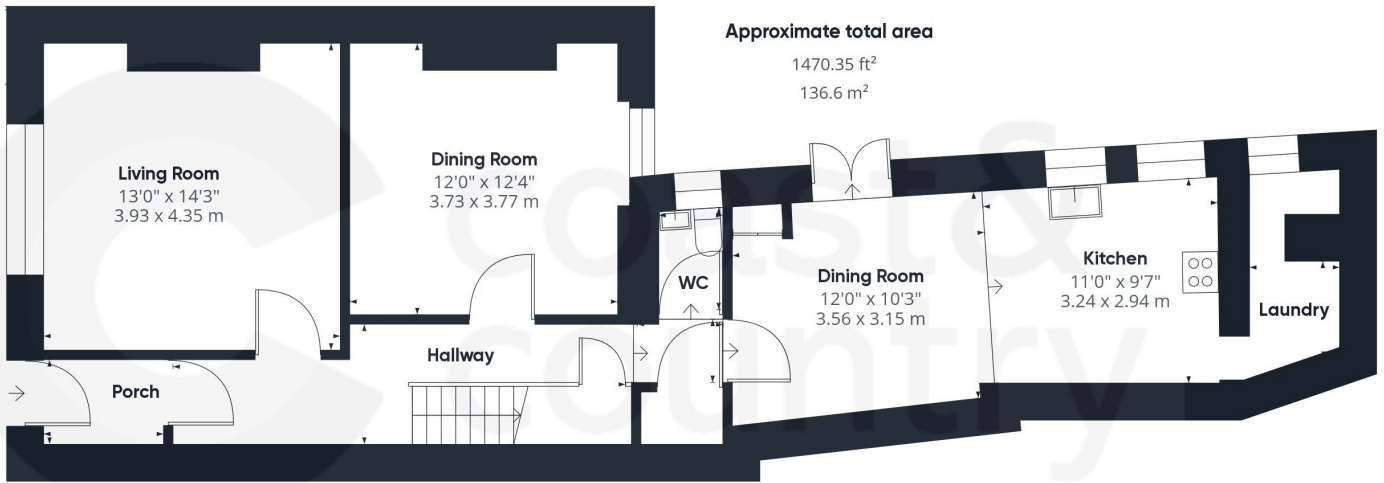 Approximate total area
1470.35 ft²
136.6 m²
Living Room
13'0" x 14'3"
3.93 x 4.35 m
Dining Room
12'0" x 12'4"
3.73 x 3.77 m
WC
Dining Room
12'0" x 10'3"
3.56 x 3.15 m
Kitchen
11'0" x 9'7"
3.24 x 2.94 m
Laundry
Hallway
Porch
coast &
country